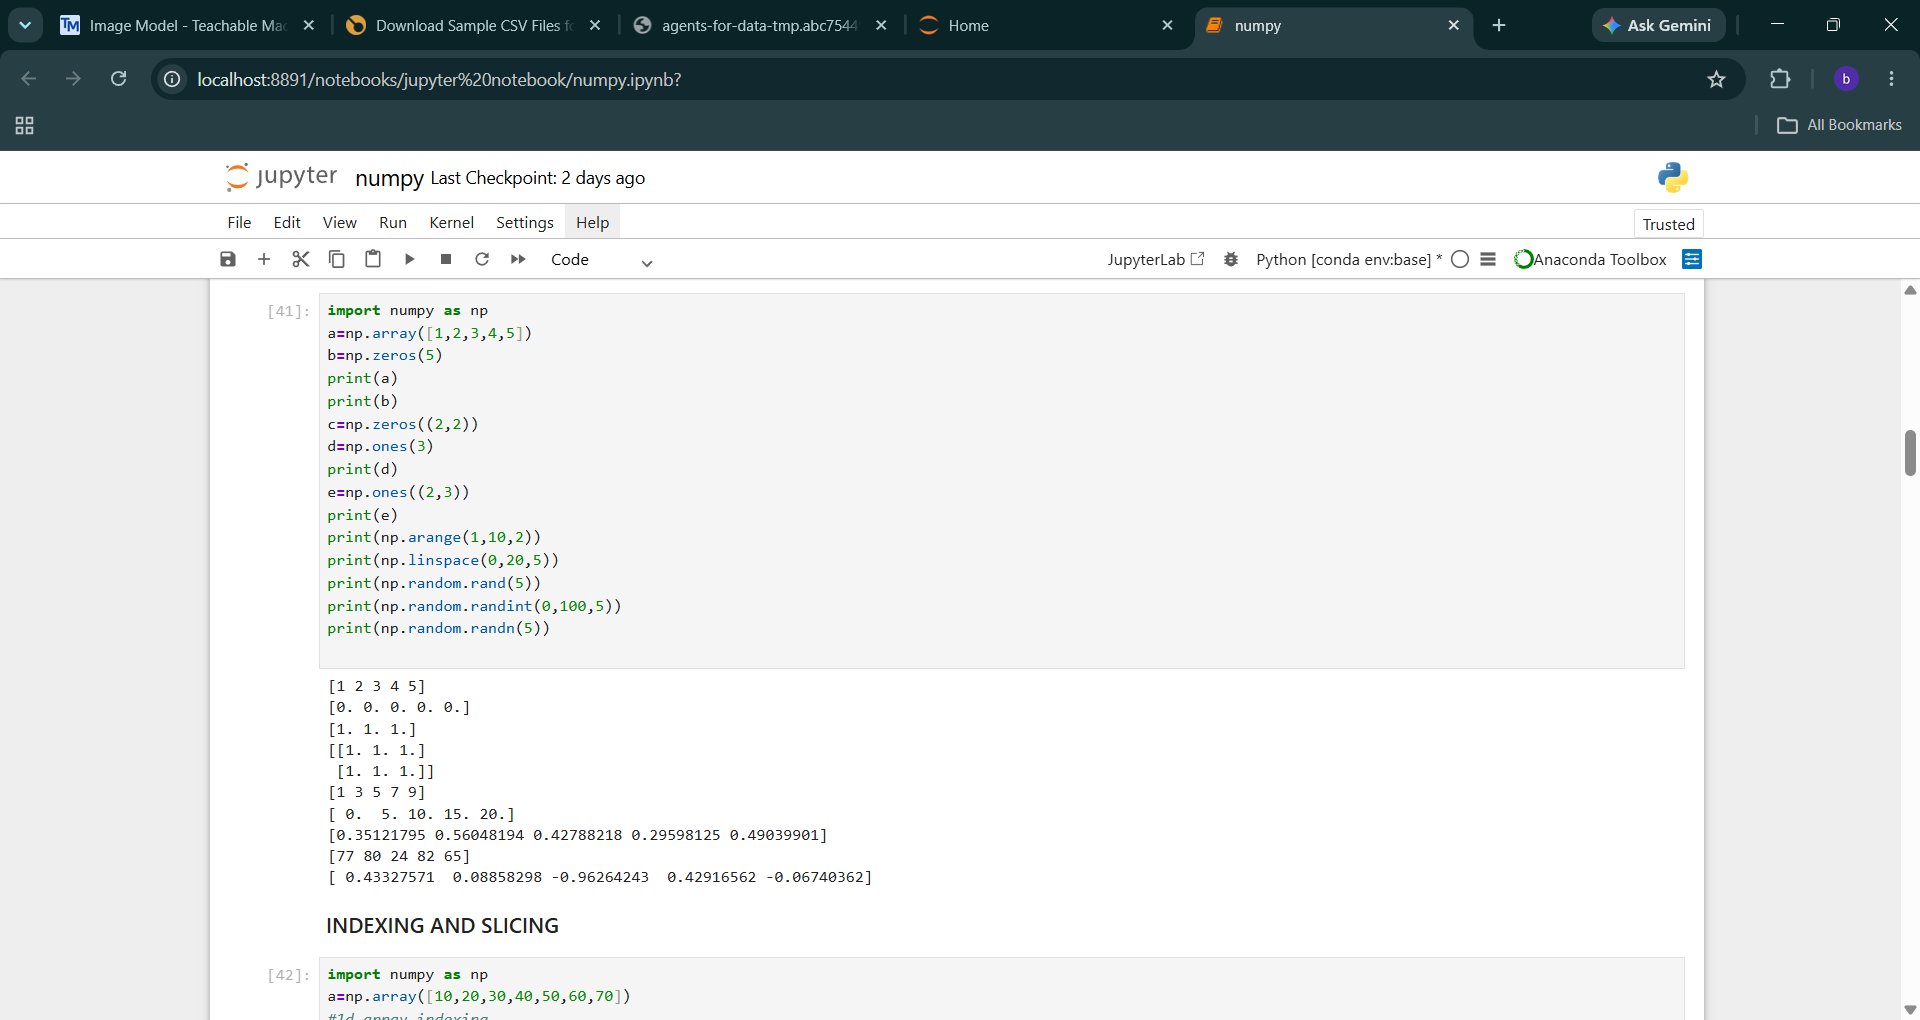 Image Model - Teachable Mac
Download Sample CSV Files fo
agents-for-data-tmp.abc7544
Home
numpy
Ask Gemini
localhost:8891/notebooks/jupyter%20notebook/numpy.ipynb?
b
All Bookmarks
jupyter numpy Last Checkpoint: 2 days ago
File Edit View Run Kernel Settings Help
Trusted
Code
JupyterLab
Python [conda env:base] *
Anaconda Toolbox
[41]:
import numpy as np
a=np.array([1,2,3,4,5])
b=np.zeros(5)
print(a)
print(b)
c=np.zeros((2,2))
d=np.ones(3)
print(d)
e=np.ones((2,3))
print(e)
print(np.arange(1,10,2))
print(np.linspace(0,20,5))
print(np.random.rand(5))
print(np.random.randint(0,100,5))
print(np.random.randn(5))
[1 2 3 4 5]
[0. 0. 0. 0. 0.]
[1. 1. 1.]
[[1. 1. 1.]
 [1. 1. 1.]]
[1 3 5 7 9]
[ 0.  5. 10. 15. 20.]
[0.35121795 0.56048194 0.42788218 0.29598125 0.49039901]
[77 80 24 82 65]
[ 0.43327571  0.08858298 -0.96264243  0.42916562 -0.06740362]
INDEXING AND SLICING
[42]:
import numpy as np
a=np.array([10,20,30,40,50,60,70])
#1d array indexing